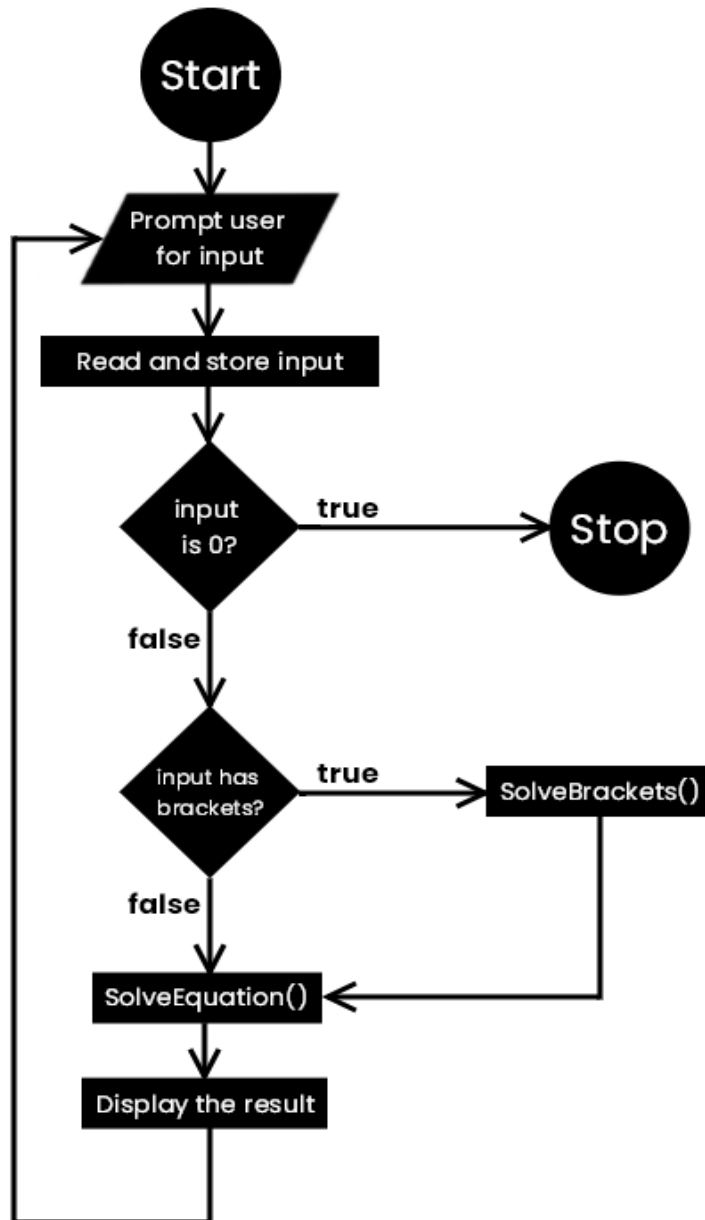 Start
Prompt user
for input
Read and store input
input
is 0?
true
Stop
false
input has
brackets?
true
SolveBrackets()
false
SolveEquation()
Display the result